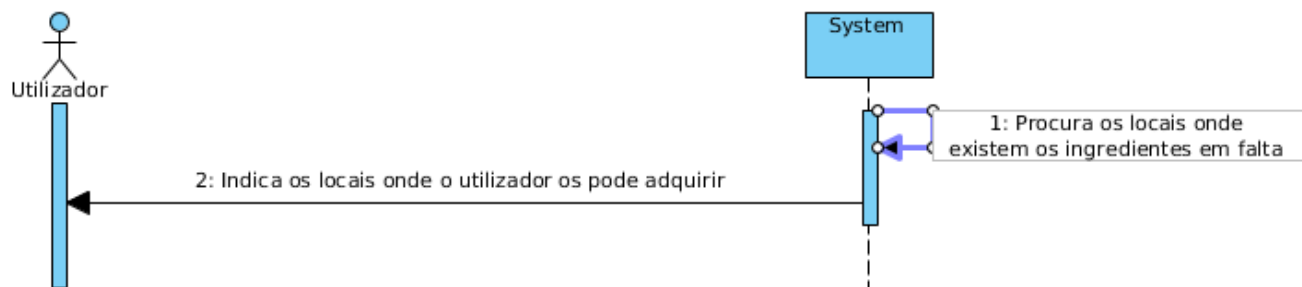 System
Utilizador
1: Procura os locais onde
existem os ingredientes em falta
2: Indica os locais onde o utilizador os pode adquirir